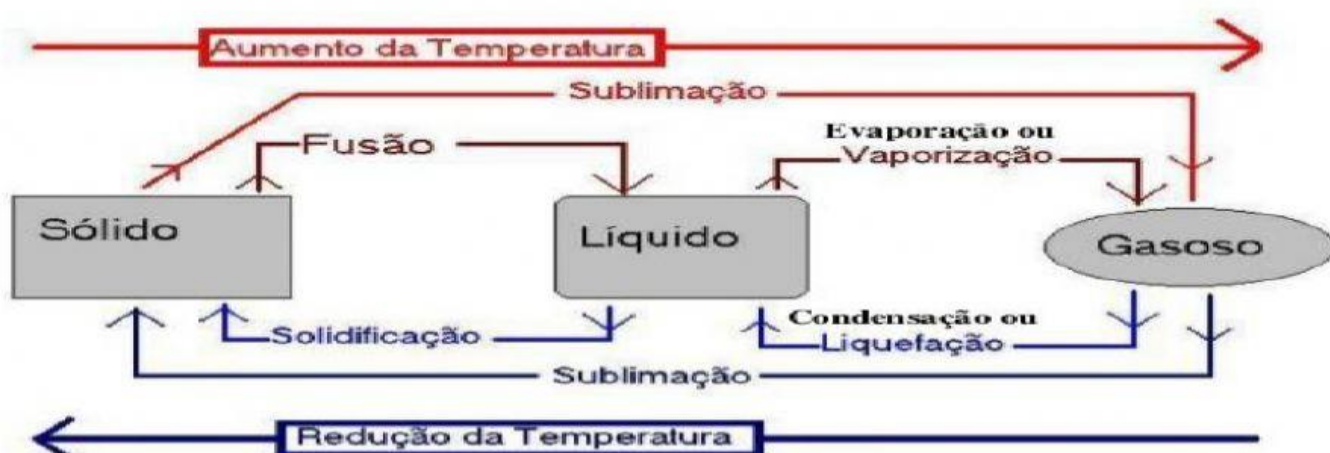 Aumento da Temperatura
Sublimação
Fusão
Evaporação ou
Vaporização
Sólido
Líquido
Gasoso
Solidificação
Condensação ou
Liquefação
Sublimação
Redução da Temperatura